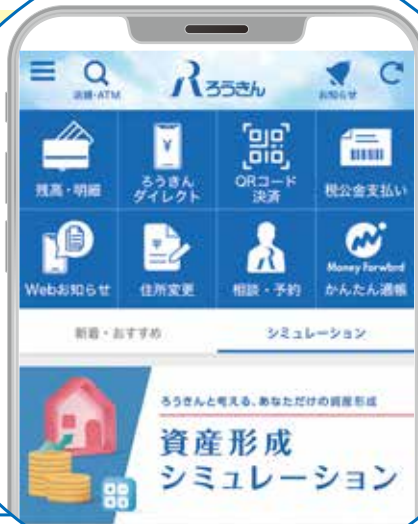 店舗・ATM
ろうきん
お知らせ
残高・明細
ろうきん
ダイレクト
QRコード
決済
税公金支払い
Webお知らせ
住所変更
相談・予約
Money Forward
かんたん通帳
新着・おすすめ
シミュレーション
ろうきんと考える、あなただけの資産形成
資産形成
シミュレーション